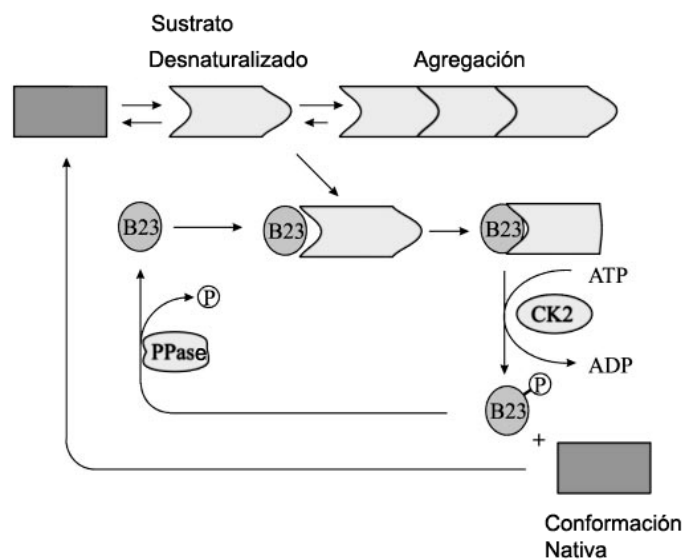 Sustrato
Desnaturalizado
Agregación
B23
B23
B23
ATP
P
CK2
PPase
ADP
P
B23
+
Conformación
Nativa